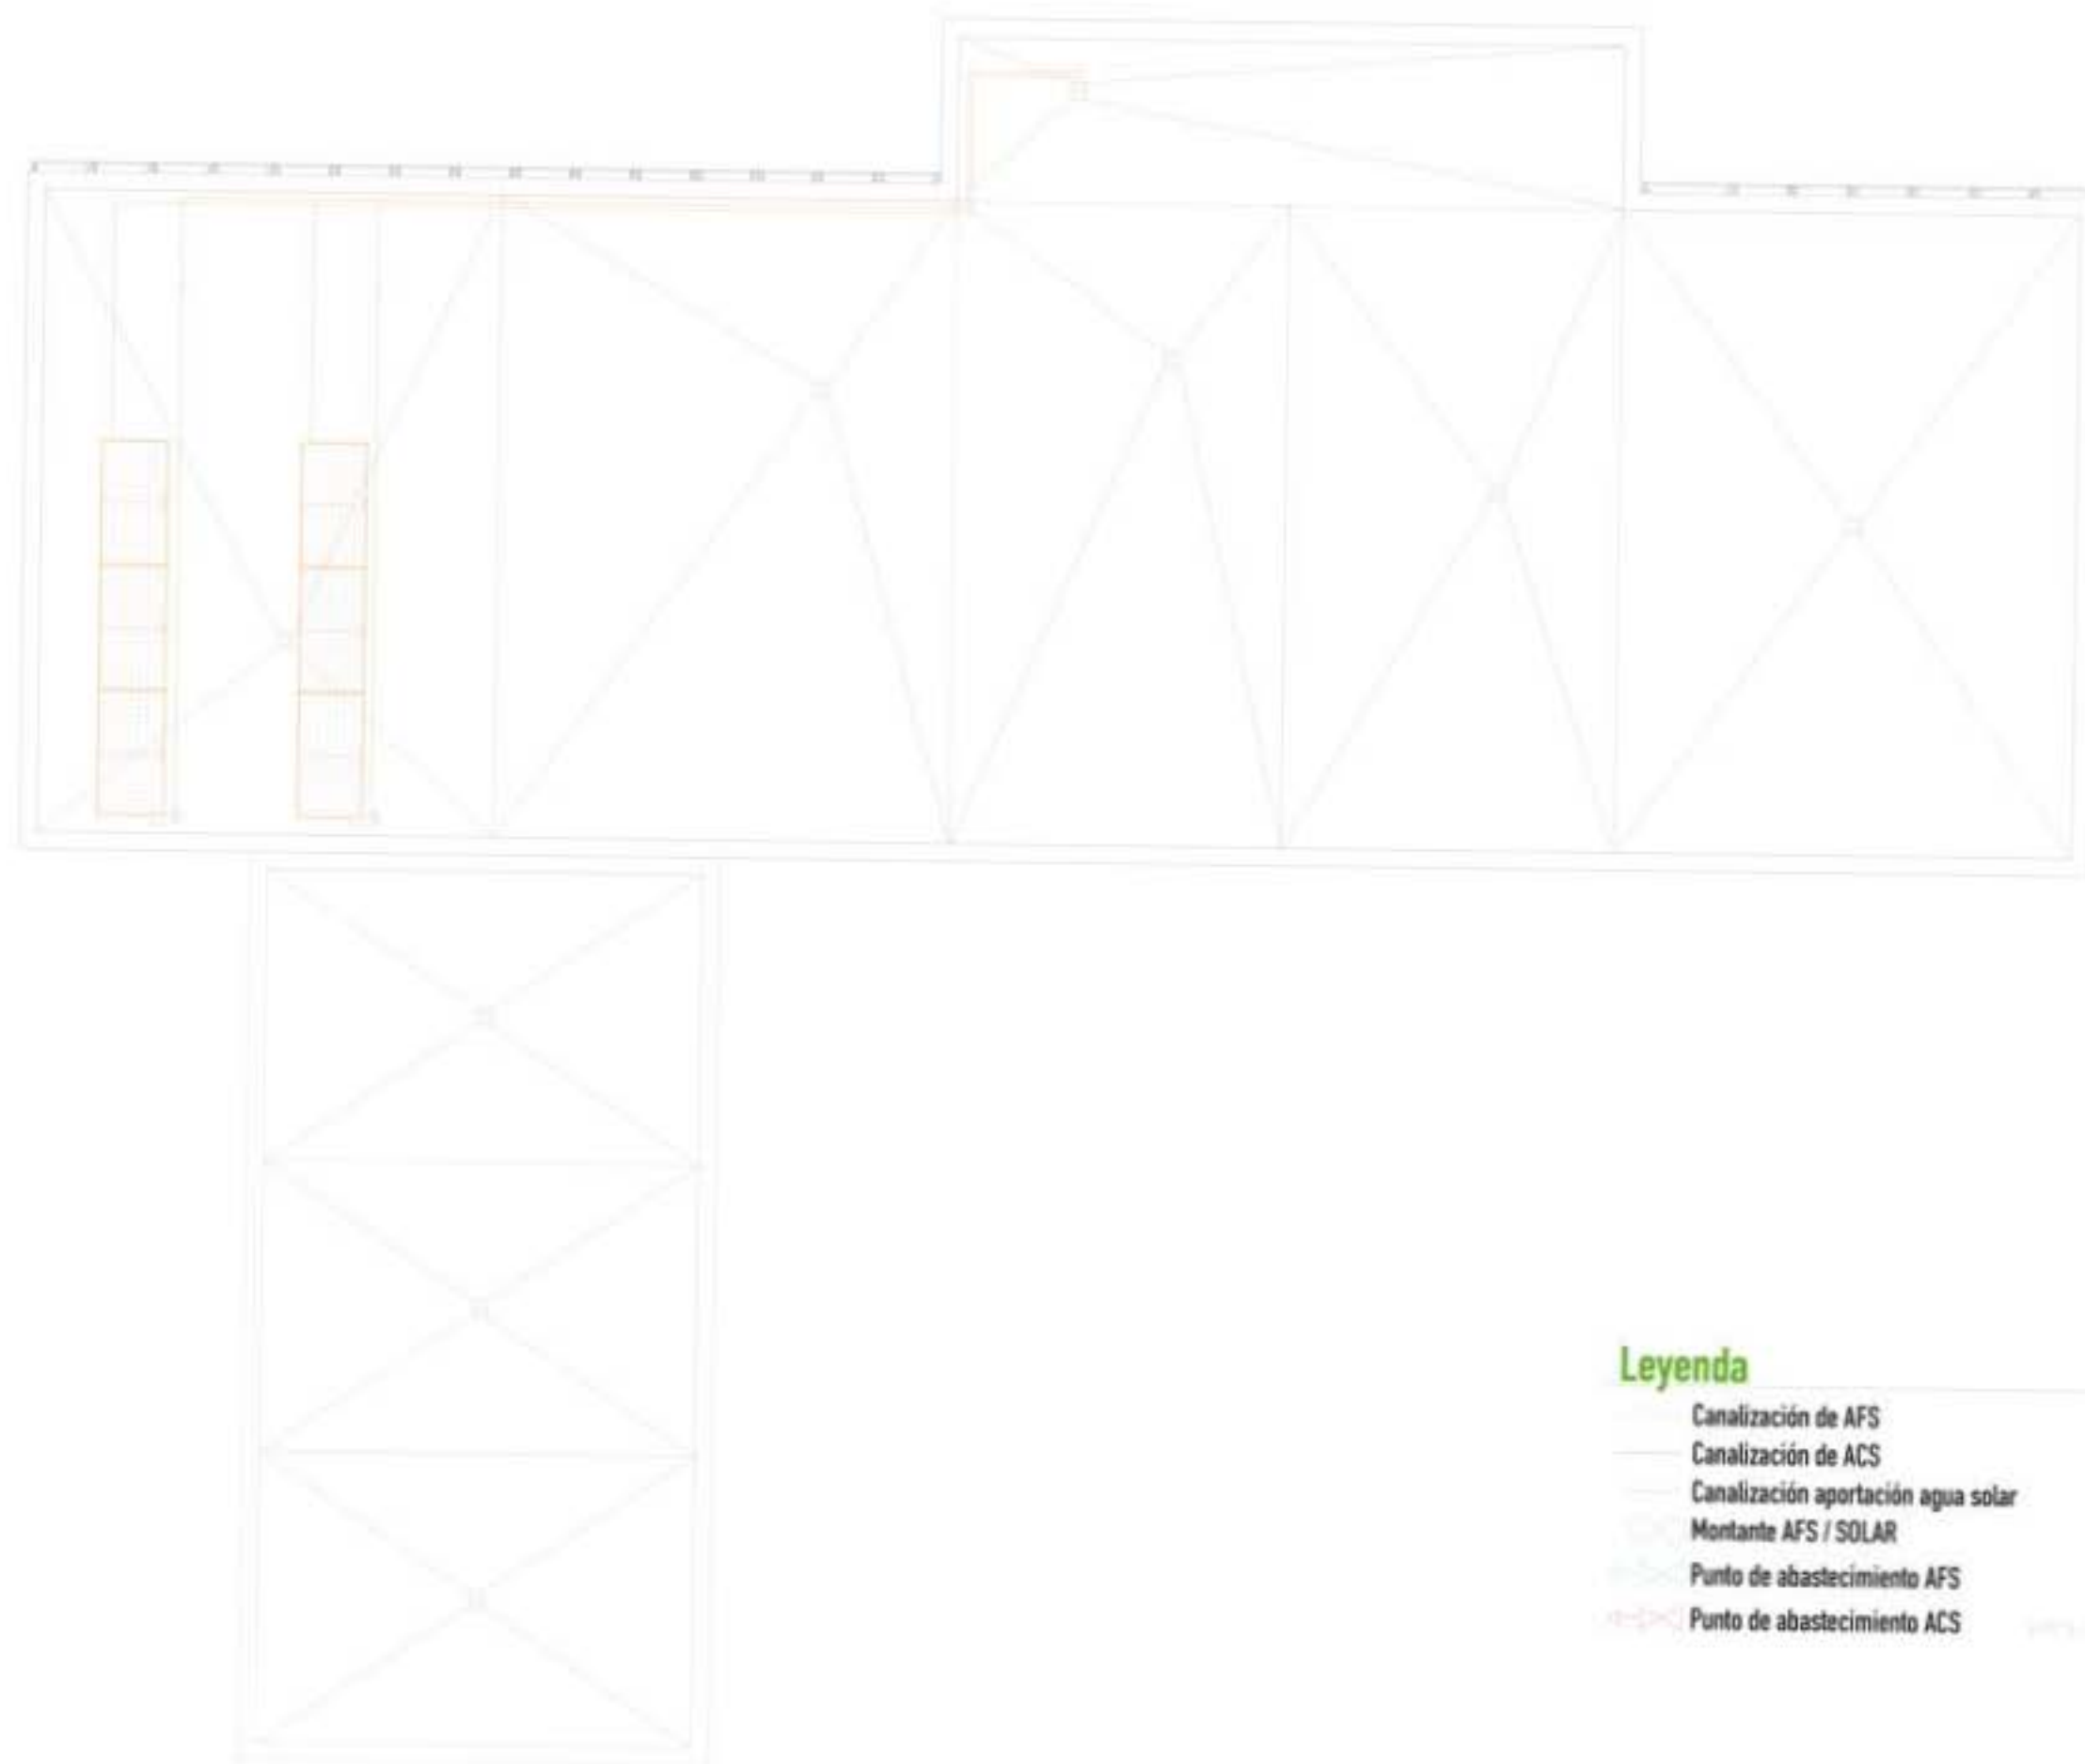 Leyenda
Canalización de AFS
Canalización de ACS
Canalización aportación agua solar
Montante AFS / SOLAR
Punto de abastecimiento AFS
Punto de abastecimiento ACS